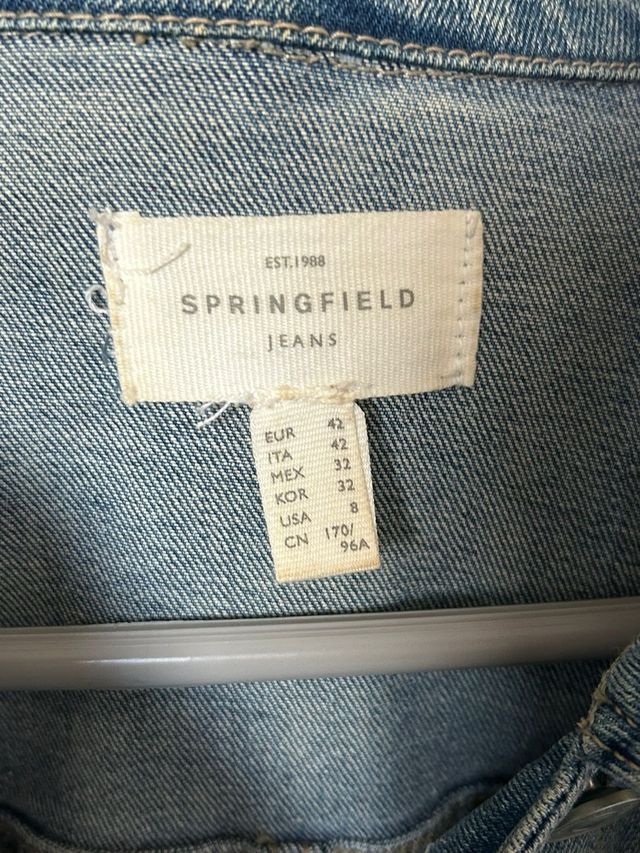 EST.1988
SPRINGFIELD
JEANS
EUR 42
ITA 42
MEX 32
KOR 32
USA 8
CN 170/
96A